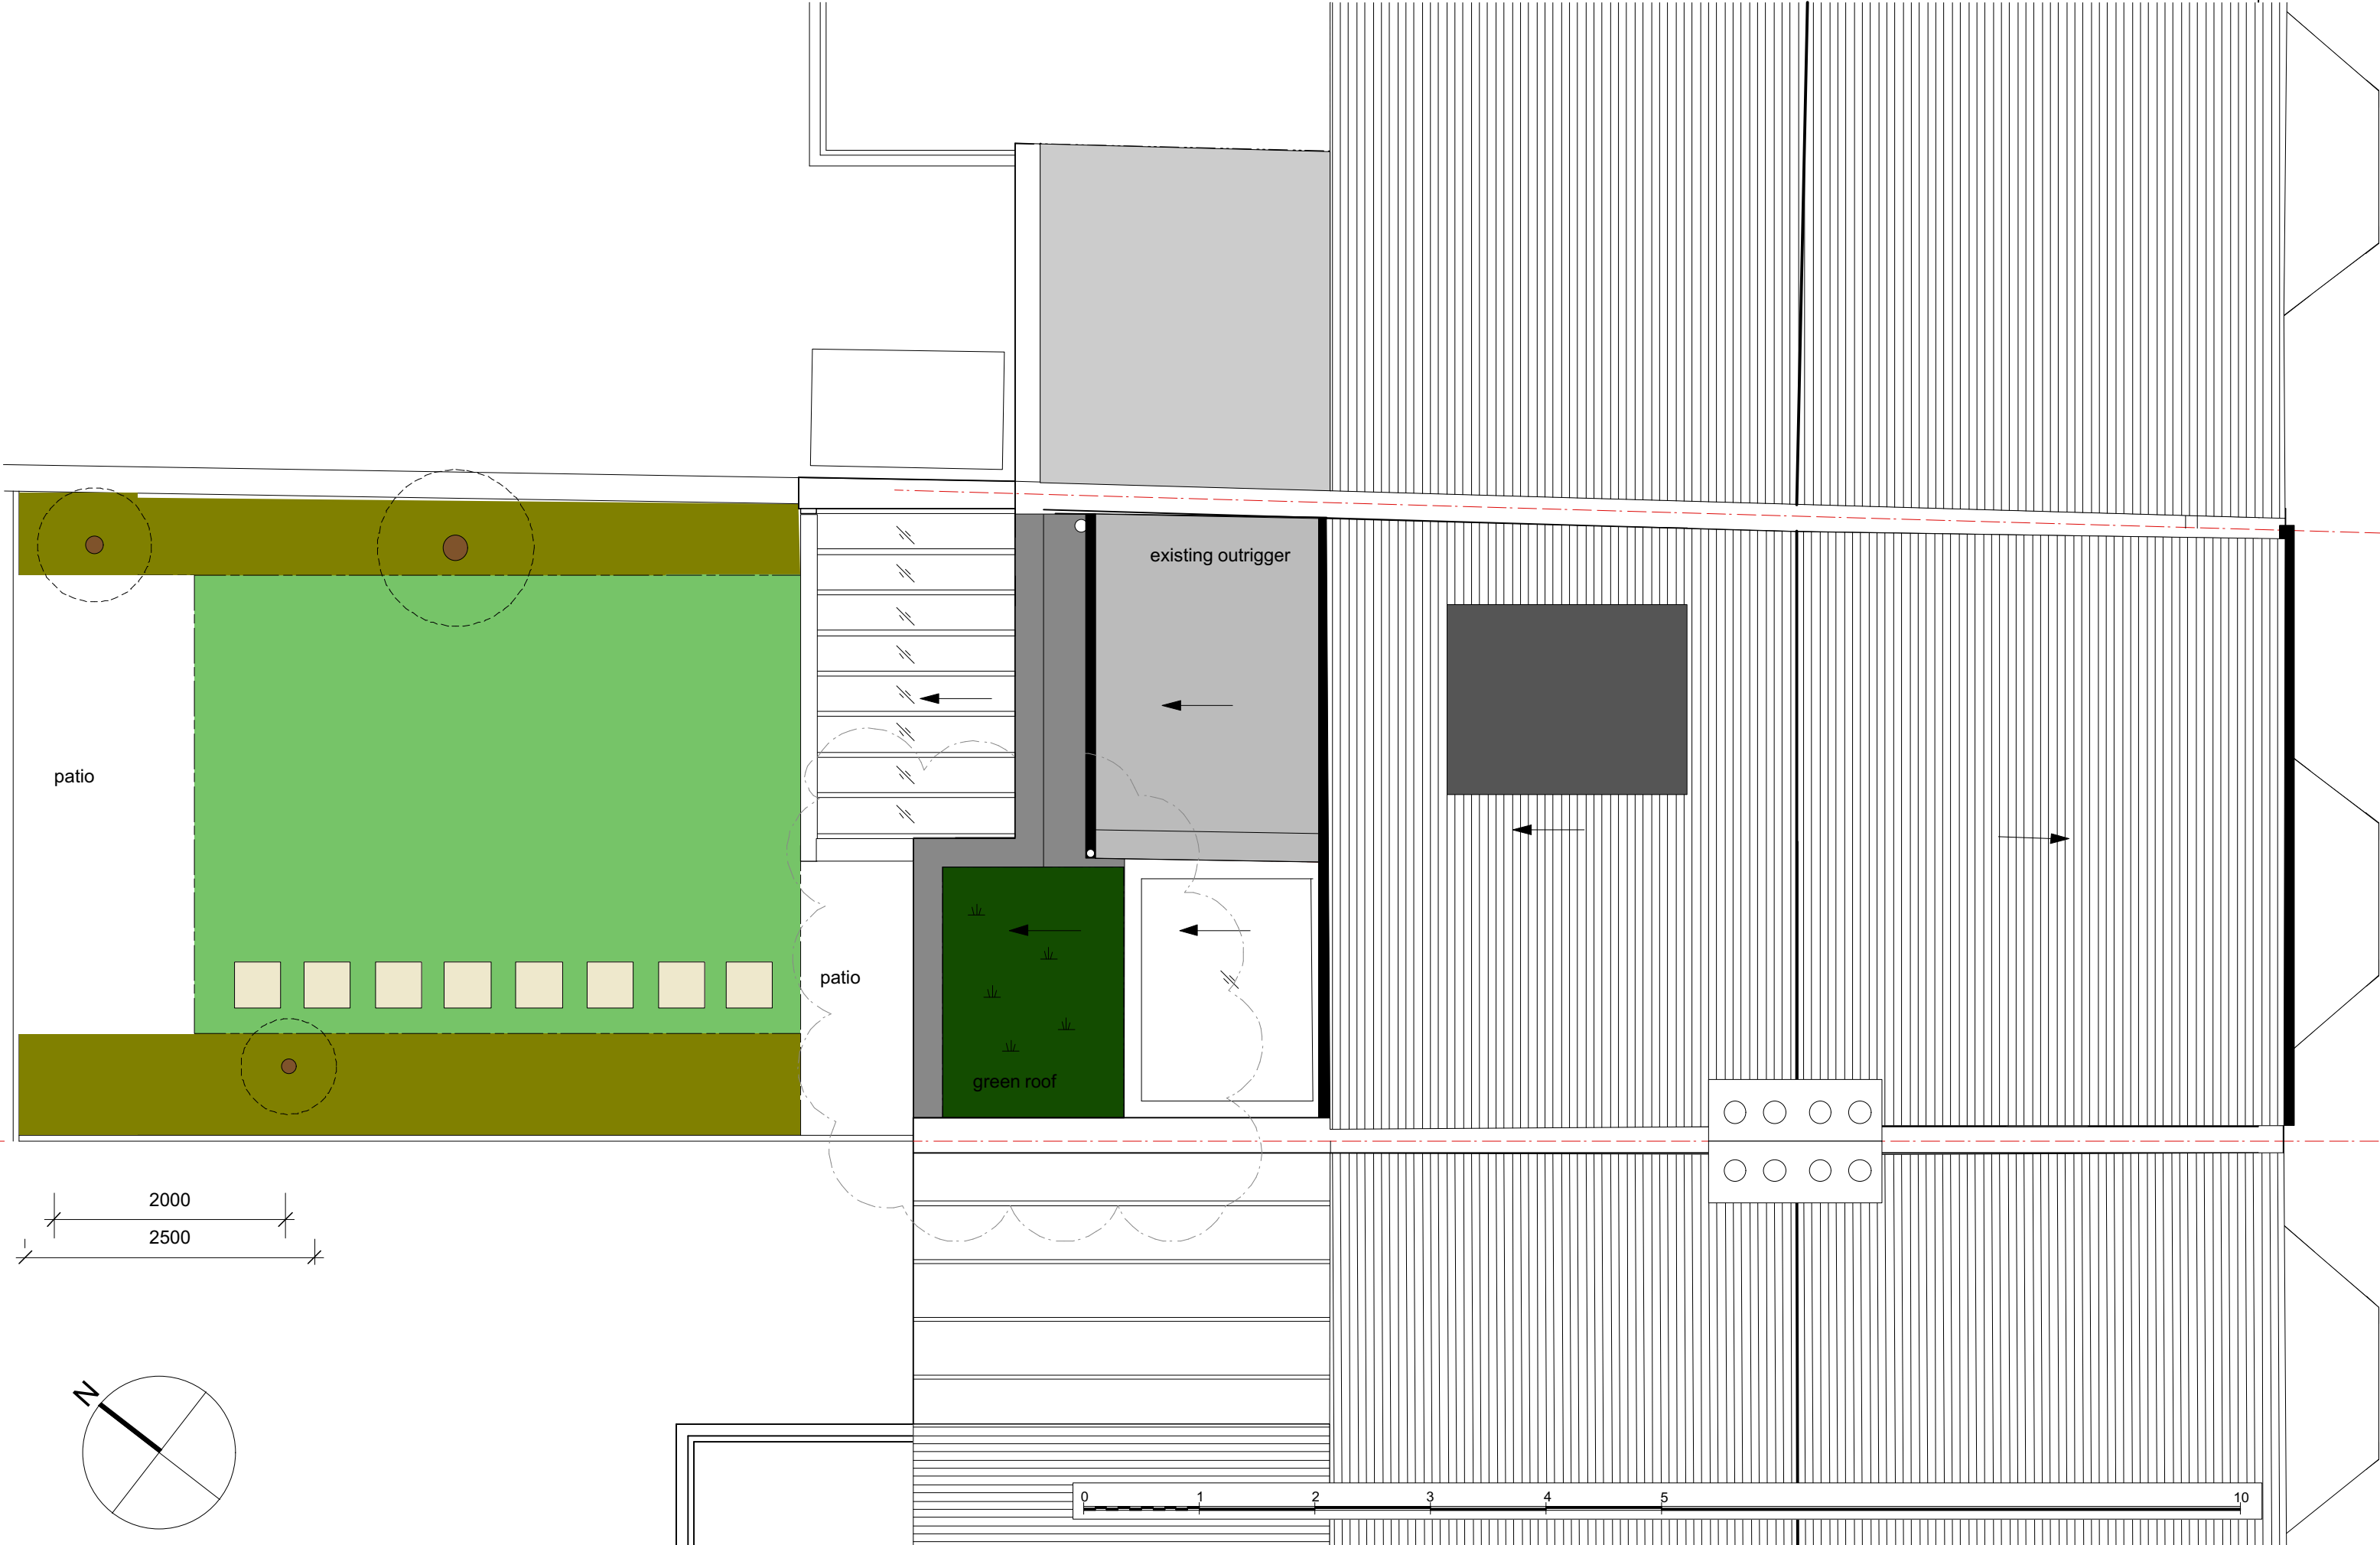 existing outrigger
patio
patio
green roof
2000
2500
N
0 1 2 3 4 5 10